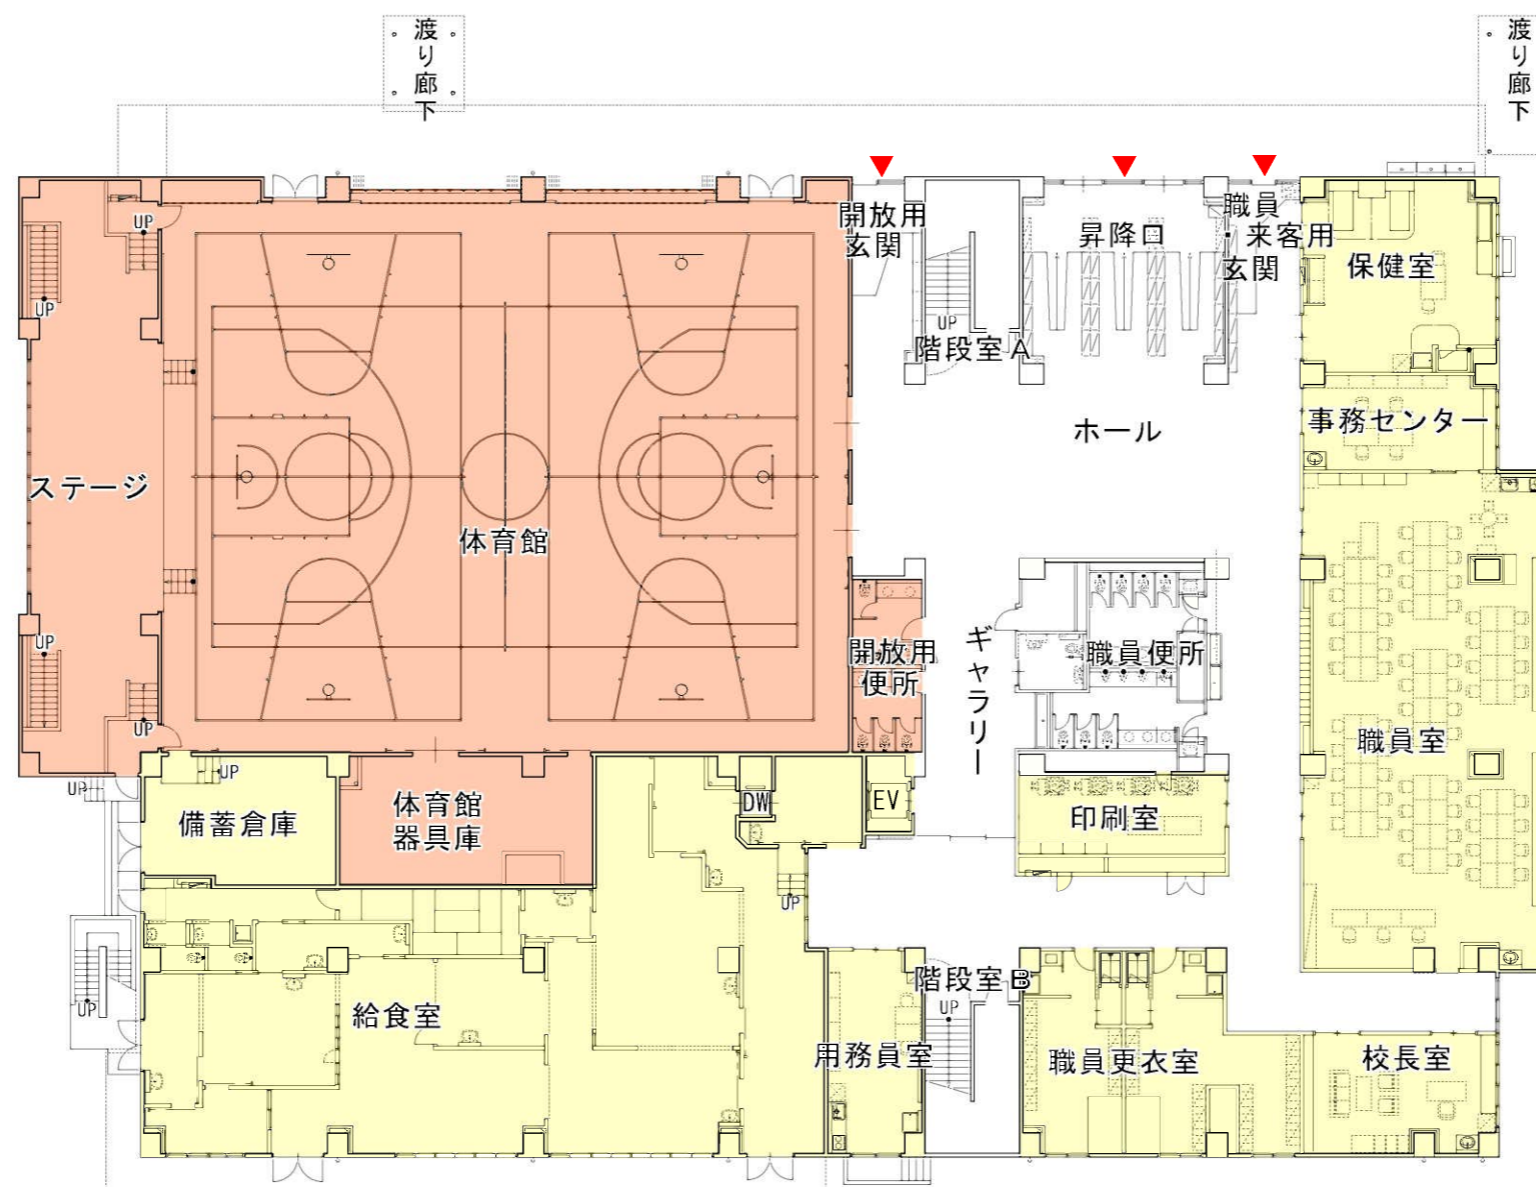 渡り廊下
渡り廊下
開放用
玄関
昇降口
職員
・来客用
玄関
保健室
UP
UP
UP
階段室A
事務センター
ホール
ステージ
体育館
UP
UP
開放用
便所
ギャラリー
職員便所
職員室
UP
UP
備蓄倉庫
体育館
器具庫
DW
EV
印刷室
UP
UP
給食室
階段室B
UP
用務員室
職員更衣室
校長室